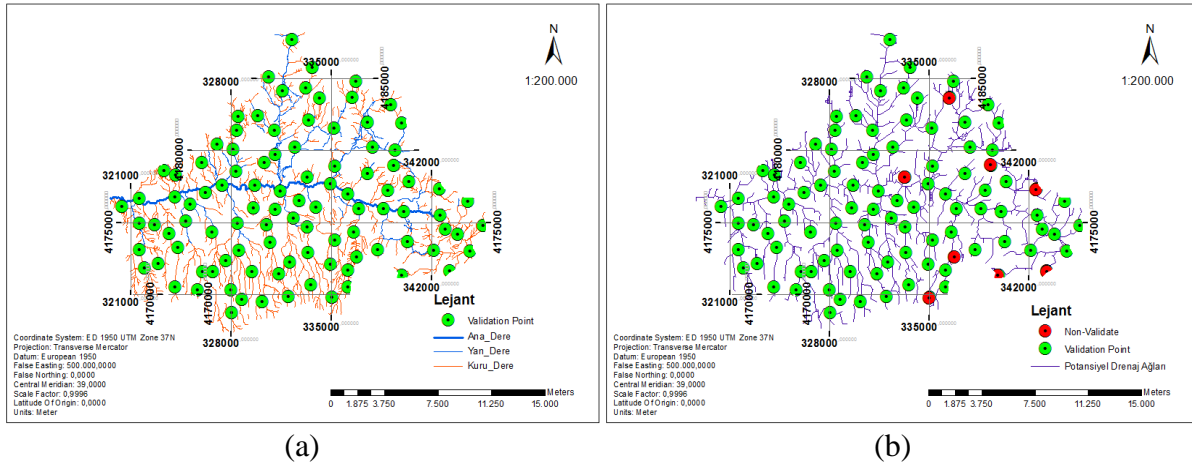 N
1:200.000
335000
328000
4185000
4180000
342000
321000
4175000
4175000
342000
321000
4170000
4170000
335000
328000
Lejant
Validation Point
Ana_Dere
Yan_Dere
Kuru_Dere
Coordinate System: ED 1950 UTM Zone 37N
Projection: Transverse Mercator
Datum: European 1950
False Easting: 500.000,0000
False Northing: 0,0000
Central Meridian: 39,0000
Scale Factor: 0,9996
Latitude Of Origin: 0,0000
Units: Meter
Meters
0 1.875 3.750 7.500 11.250 15.000
(a)
N
1:200.000
335000
328000
4185000
4180000
342000
321000
4175000
4175000
342000
321000
4170000
4170000
335000
328000
Lejant
Non-Validate
Validation Point
Potansiyel Drenaj Ağları
Coordinate System: ED 1950 UTM Zone 37N
Projection: Transverse Mercator
Datum: European 1950
False Easting: 500.000,0000
False Northing: 0,0000
Central Meridian: 39,0000
Scale Factor: 0,9996
Latitude Of Origin: 0,0000
Units: Meter
Meters
0 1.875 3.750 7.500 11.250 15.000
(b)